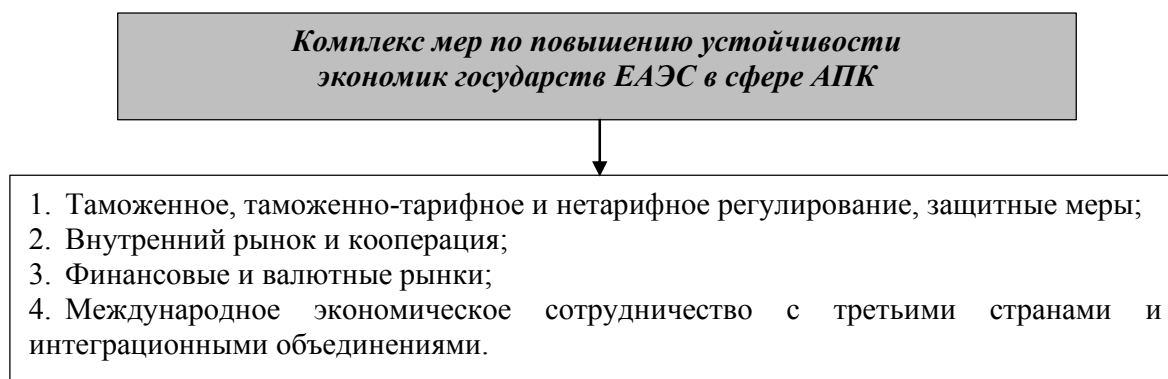 Комплекс мер по повышению устойчивости
экономик государств ЕАЭС в сфере АПК
1. Таможенное, таможенно-тарифное и нетарифное регулирование, защитные меры;
2. Внутренний рынок и кооперация;
3. Финансовые и валютные рынки;
4. Международное экономическое сотрудничество с третьими странами и
интеграционными объединениями.